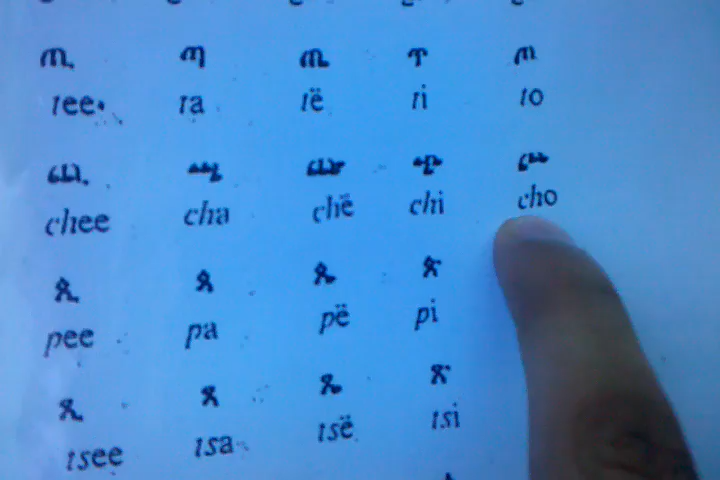 ጢ ጣ ጤ ጥ ጦ
tee ta të ti to
ጪ ጫ ጬ ጭ ጮ
chee cha chë chi cho
ጲ ጳ ጴ ጵ
pee pa pë pi
ጺ ጻ ጼ ጽ
tsee tsa tsë tsi